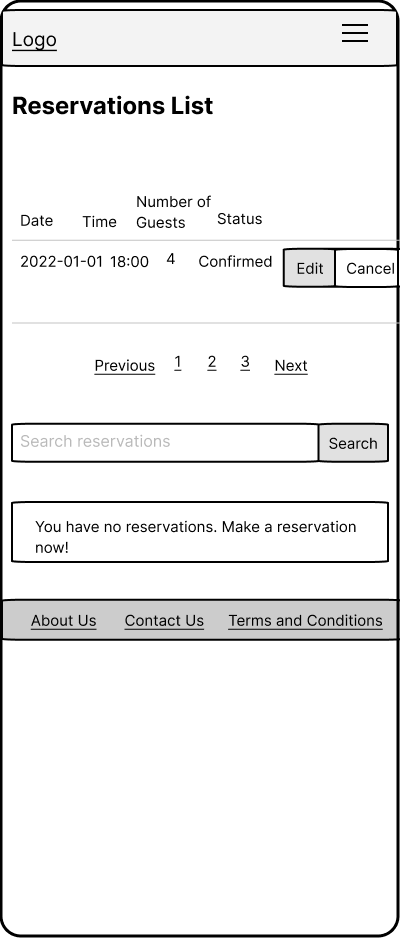 Logo
Reservations List
Date Time Number of Guests Status
2022-01-01 18:00 4 Confirmed Edit Cancel
Previous 1 2 3 Next
Search reservations Search
You have no reservations. Make a reservation
now!
About Us Contact Us Terms and Conditions